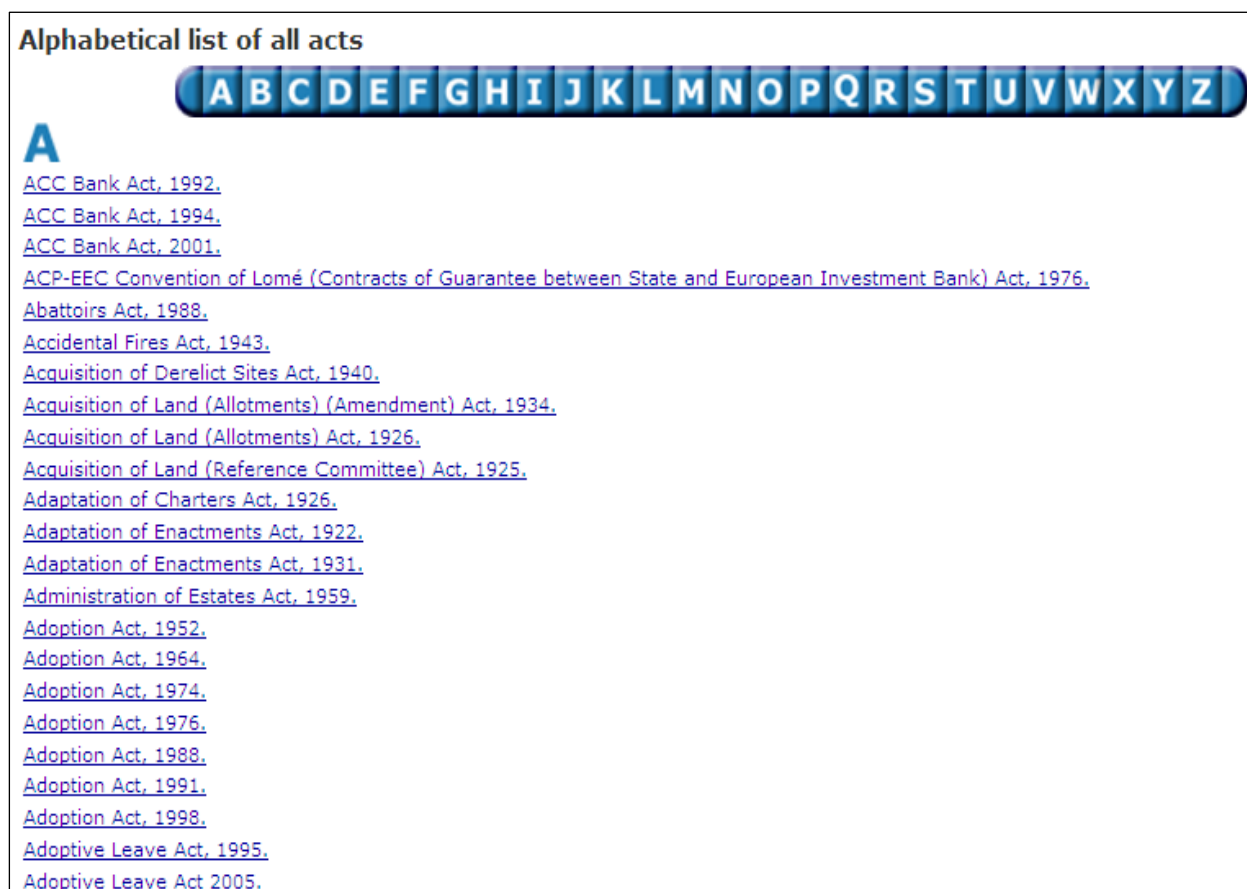 Alphabetical list of all acts
A B C D E F G H I J K L M N O P Q R S T U V W X Y Z
A
ACC Bank Act, 1992.
ACC Bank Act, 1994.
ACC Bank Act, 2001.
ACP-EEC Convention of Lomé (Contracts of Guarantee between State and European Investment Bank) Act, 1976.
Abattoirs Act, 1988.
Accidental Fires Act, 1943.
Acquisition of Derelict Sites Act, 1940.
Acquisition of Land (Allotments) (Amendment) Act, 1934.
Acquisition of Land (Allotments) Act, 1926.
Acquisition of Land (Reference Committee) Act, 1925.
Adaptation of Charters Act, 1926.
Adaptation of Enactments Act, 1922.
Adaptation of Enactments Act, 1931.
Administration of Estates Act, 1959.
Adoption Act, 1952.
Adoption Act, 1964.
Adoption Act, 1974.
Adoption Act, 1976.
Adoption Act, 1988.
Adoption Act, 1991.
Adoption Act, 1998.
Adoptive Leave Act, 1995.
Adoptive Leave Act 2005.